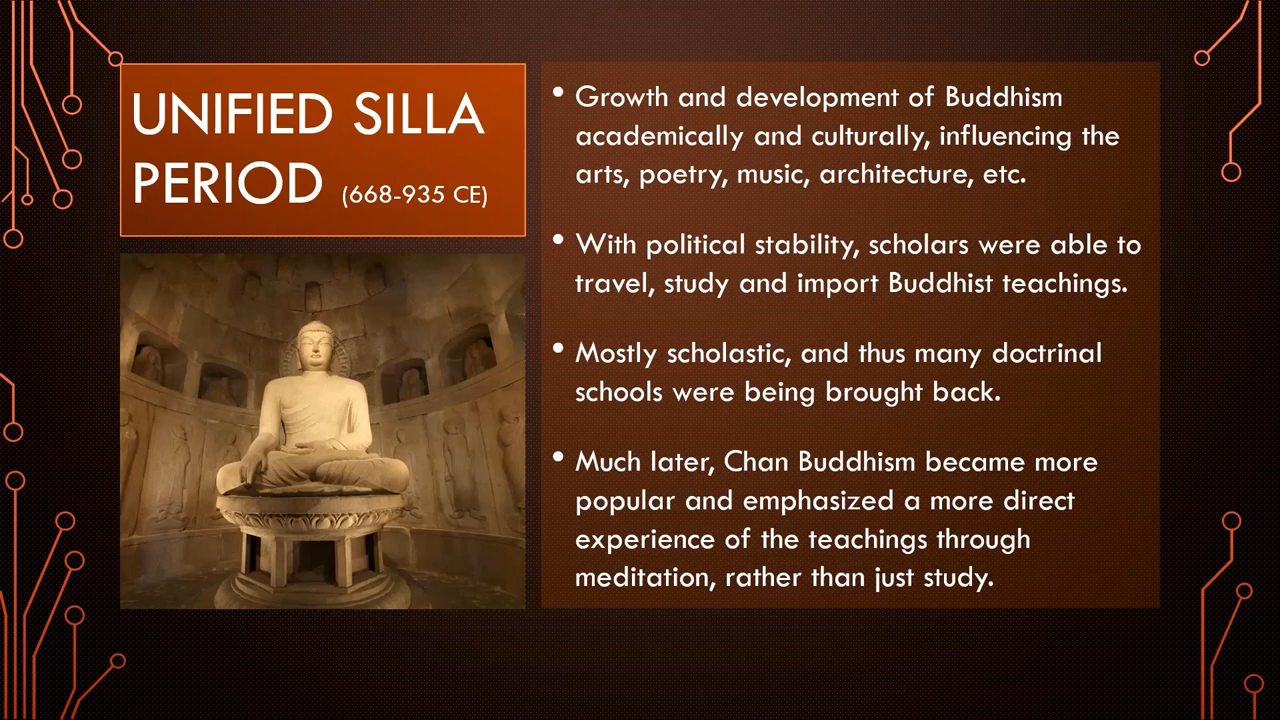 UNIFIED SILLA
PERIOD (668-935 CE)
• Growth and development of Buddhism
academically and culturally, influencing the
arts, poetry, music, architecture, etc.
• With political stability, scholars were able to
travel, study and import Buddhist teachings.
• Mostly scholastic, and thus many doctrinal
schools were being brought back.
• Much later, Chan Buddhism became more
popular and emphasized a more direct
experience of the teachings through
meditation, rather than just study.